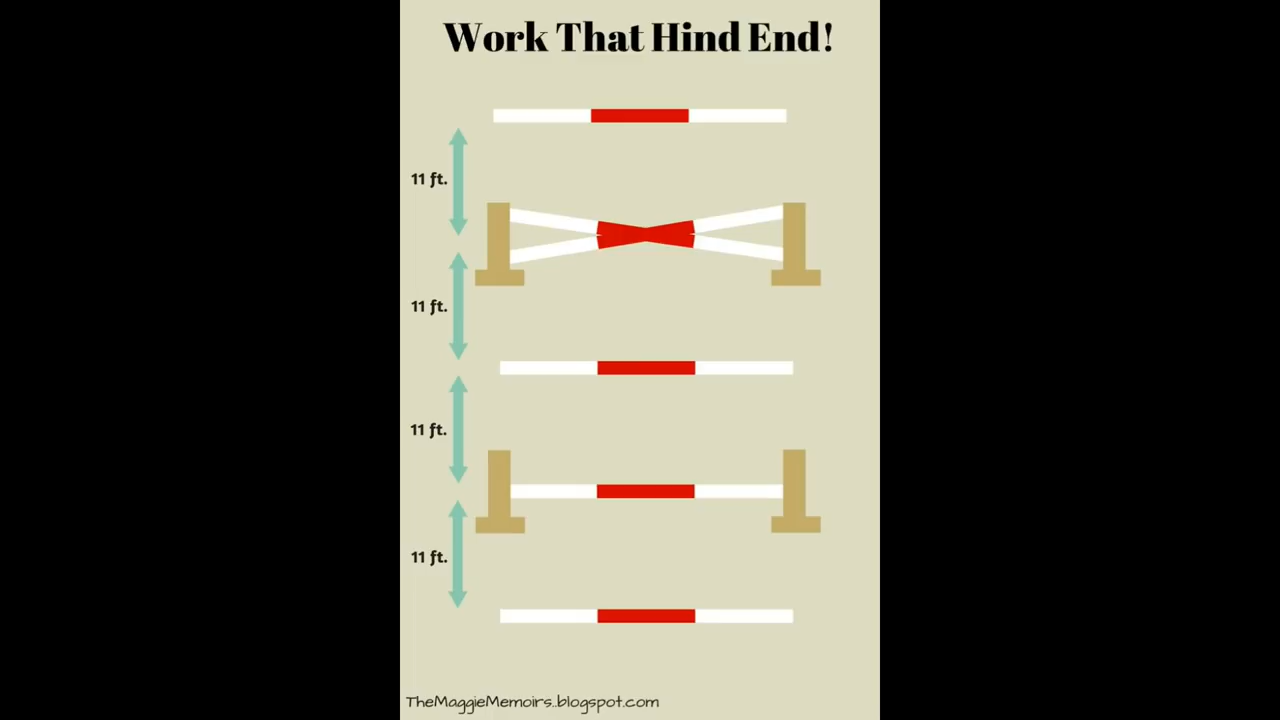 Work That Hind End!
11 ft.
11 ft.
11 ft.
11 ft.
TheMaggieMemoirs.blogspot.com